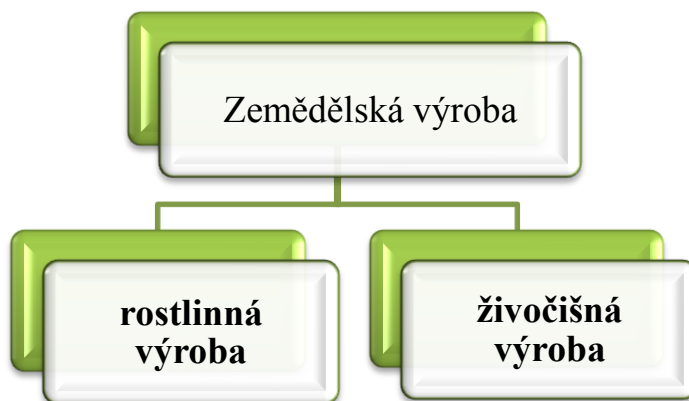 Zemědělská výroba
rostlinná
výroba
živočišná
výroba